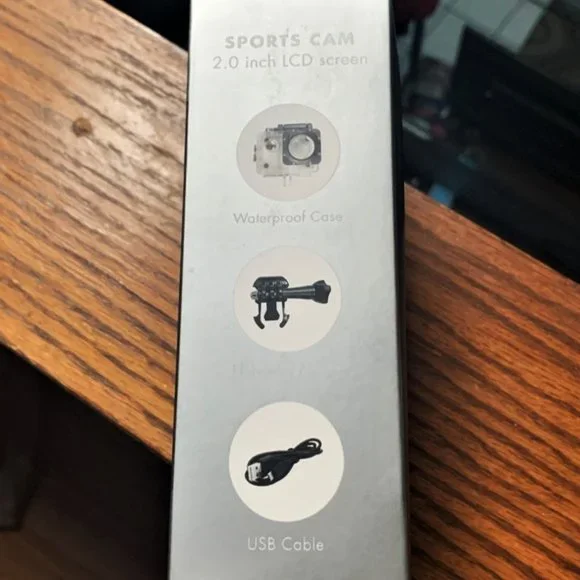 SPORTS CAM
2.0 inch LCD screen
Waterproof Case
USB Cable